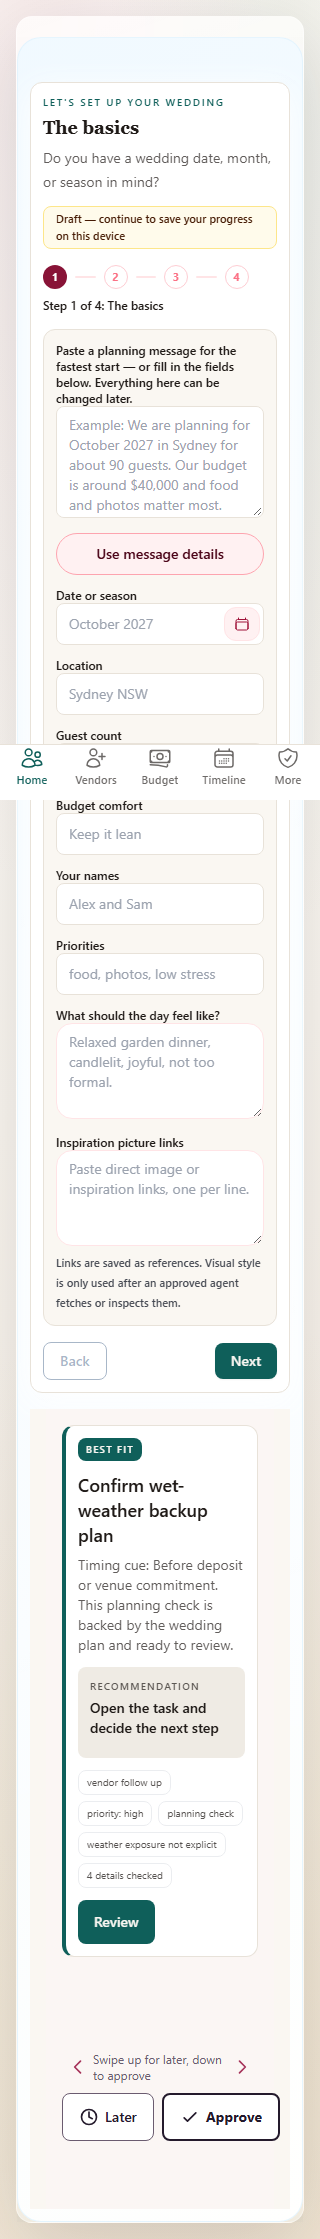 LET'S SET UP YOUR WEDDING
The basics
Do you have a wedding date, month,
or season in mind?
Draft — continue to save your progress
on this device
1
2
3
4
Step 1 of 4: The basics
Paste a planning message for the
fastest start — or fill in the fields
below. Everything here can be
changed later.
Example: We are planning for
October 2027 in Sydney for
about 90 guests. Our budget
is around $40,000 and food
and photos matter most.
Use message details
Date or season
October 2027
Location
Sydney NSW
Guest count
Home
Vendors
Budget
Timeline
More
Budget comfort
Keep it lean
Your names
Alex and Sam
Priorities
food, photos, low stress
What should the day feel like?
Relaxed garden dinner,
candlelit, joyful, not too
formal.
Inspiration picture links
Paste direct image or
inspiration links, one per line.
Links are saved as references. Visual style
is only used after an approved agent
fetches or inspects them.
Back
Next
BEST FIT
Confirm wet-
weather backup
plan
Timing cue: Before deposit
or venue commitment.
This planning check is
backed by the wedding
plan and ready to review.
RECOMMENDATION
Open the task and
decide the next step
vendor follow up
priority: high
planning check
weather exposure not explicit
4 details checked
Review
Swipe up for later, down
to approve
Later
Approve